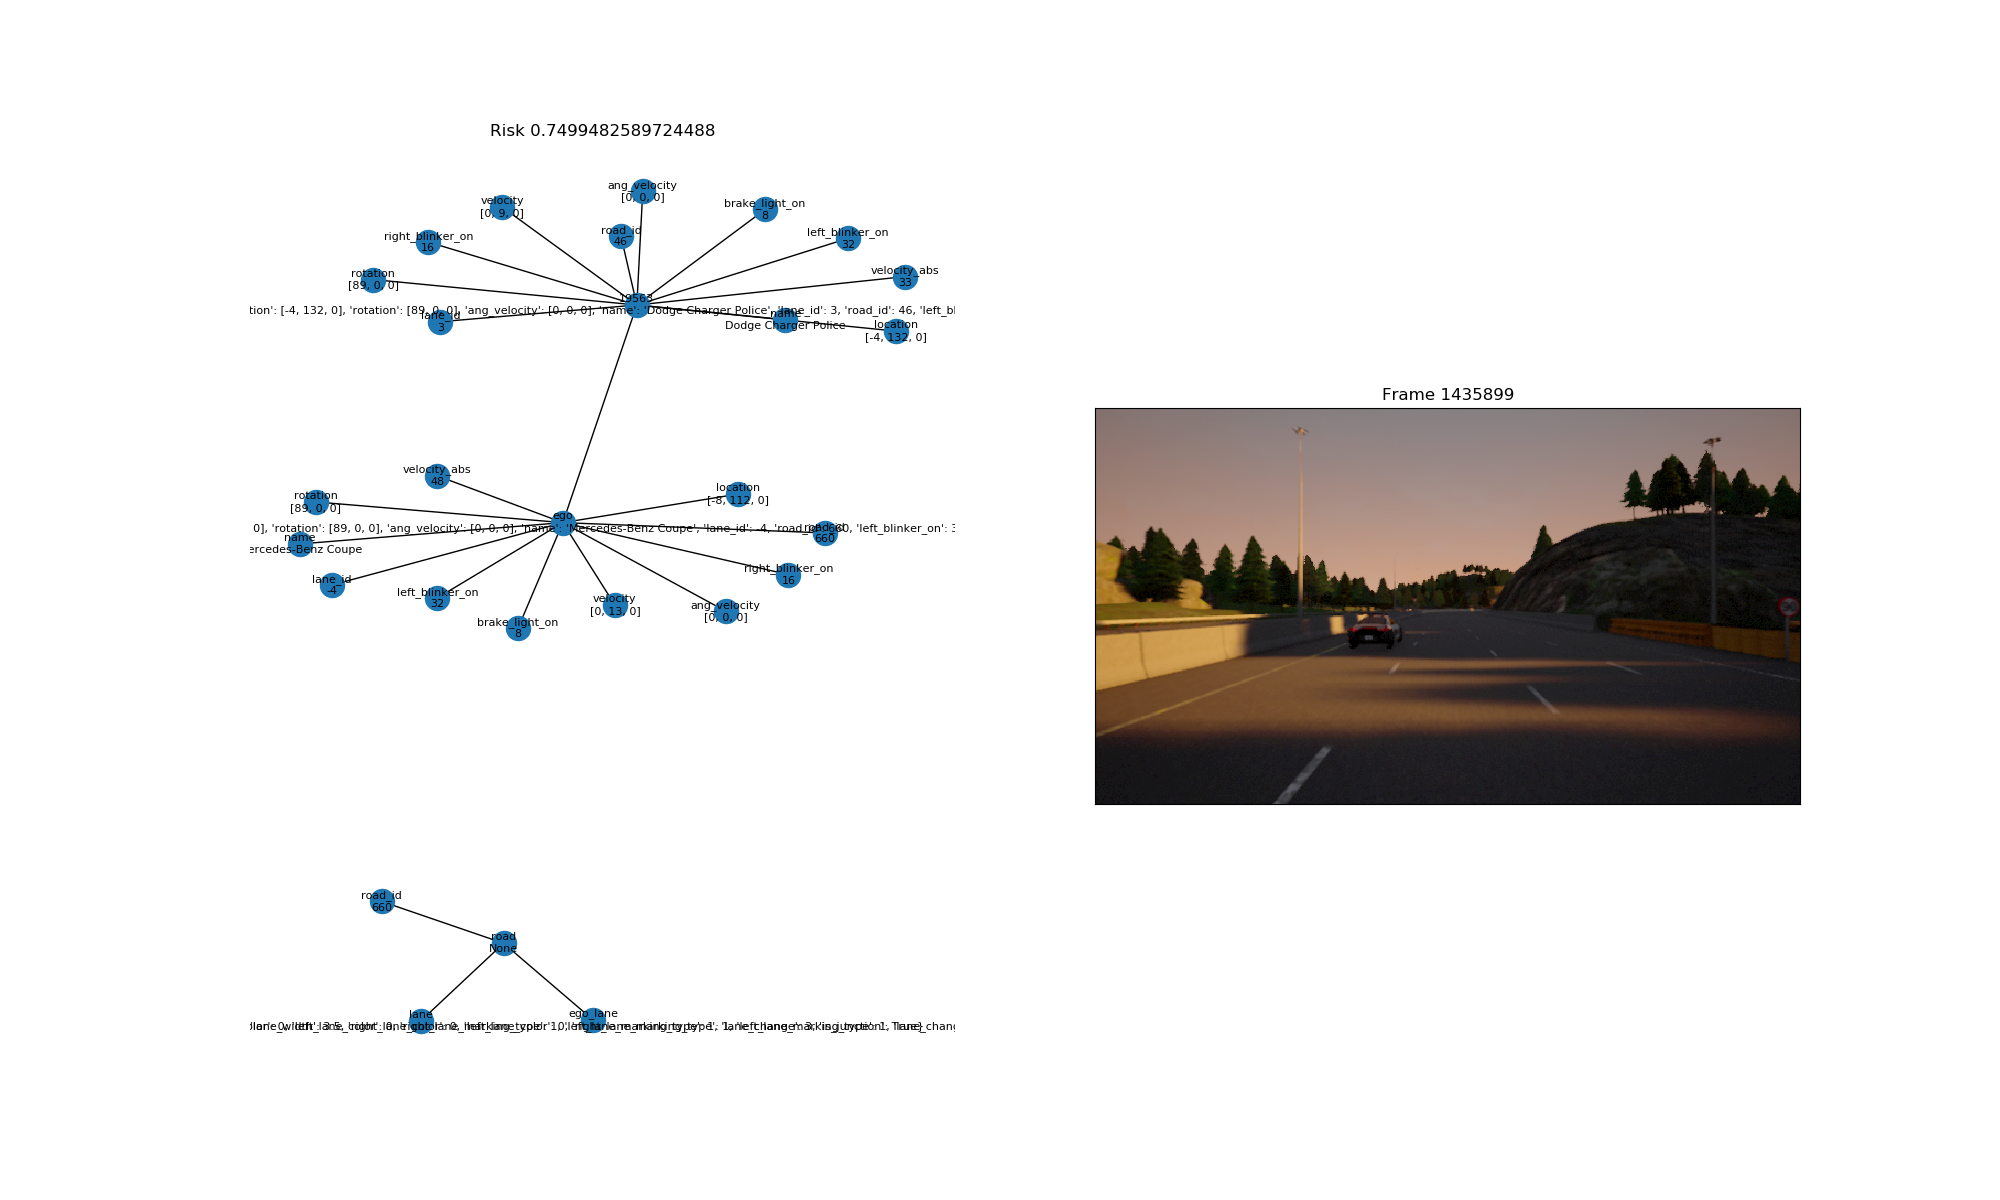 Risk 0.7499482589724488
ang_velocity
[0, 0, 0]
velocity
[0, 9, 0]
brake_light_on
8
road_id
46
left_blinker_on
32
right_blinker_on
16
velocity_abs
33
rotation
[89, 0, 0]
19563
tion': [-4, 132, 0], 'rotation': [89, 0, 0], 'ang_velocity': [0, 0, 0], 'name': 'Dodge Charger Police', 'lane_id': 3, 'road_id': 46, 'left_bl
lane_id
3
name
Dodge Charger Police
location
[-4, 132, 0]
Frame 1435899
velocity_abs
48
rotation
[89, 0, 0]
location
[-8, 112, 0]
ego
0], 'rotation': [89, 0, 0], 'ang_velocity': [0, 0, 0], 'name': 'Mercedes-Benz Coupe', 'lane_id': -4, 'road_id': 660, 'left_blinker_on': 3
road_id
660
name
ercedes-Benz Coupe
lane_id
-4
right_blinker_on
16
left_blinker_on
32
velocity
[0, 13, 0]
ang_velocity
[0, 0, 0]
brake_light_on
8
road_id
660
road
None
lane
ego_lane